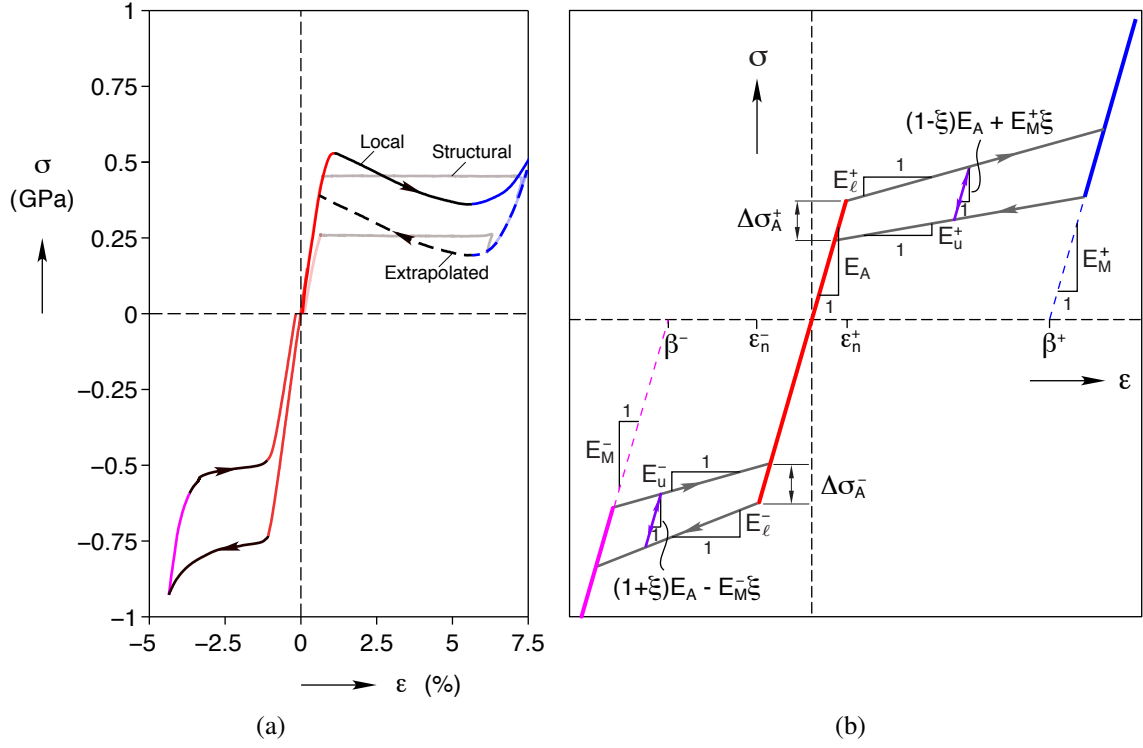 1
0.75
0.5
0.25
0
−0.25
−0.5
−0.75
−1
σ
(GPa)
Local
Structural
Extrapolated
−5
−2.5
0
2.5
5
7.5
ε (%)
(a)
σ
(1-ξ)E_A + E_M^+ξ
1
E_ℓ^+
1
Δσ_A^+
E_u^+
1
E_A
1
E_M^+
1
β^−
ε_n^−
ε_n^+
β^+
ε
1
E_M^−
1
E_u^−
Δσ_A^−
1
E_ℓ^−
1
(1+ξ)E_A - E_M^−ξ
(b)